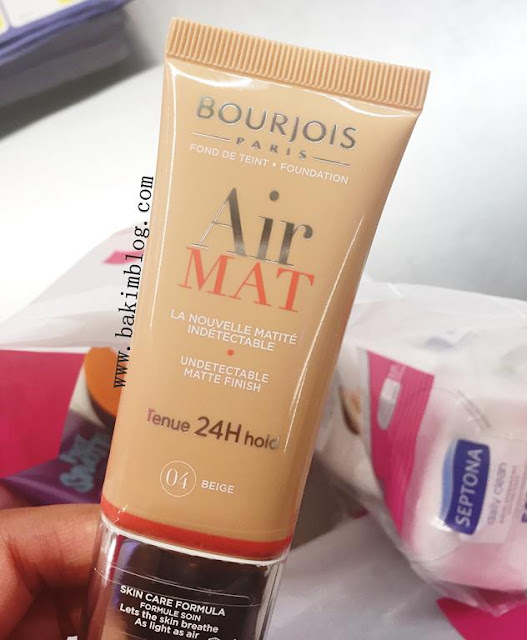 BOURJOIS
PARIS
FOND DE TEINT • FOUNDATION
Air
MAT
LA NOUVELLE MATITÉ
INDÉTECTABLE
•
UNDETECTABLE
MATTE FINISH
Tenue 24H hold
04 BEIGE
SKIN CARE FORMULA
FORMULE SOIN
Lets the skin breathe
As light as air
www.bakimblog.com
SEPTONA
daily clean